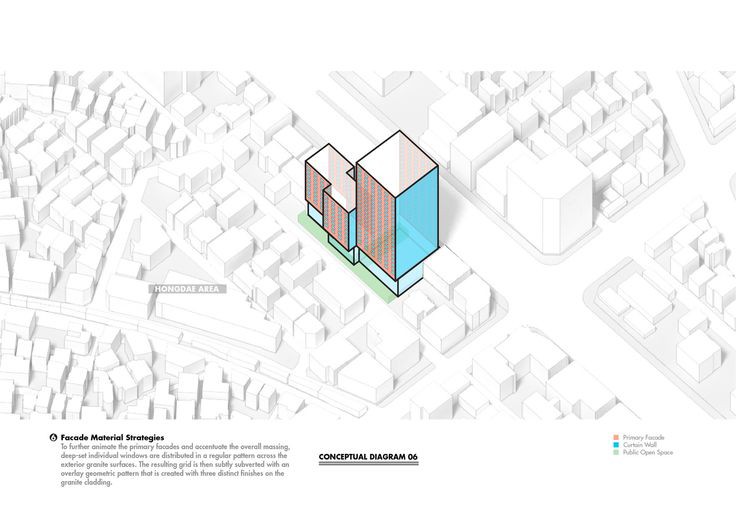 HONGDAE AREA
6 Facade Material Strategies
To further animate the primary facades and accentuate the overall massing,
deep-set individual windows are distributed in a regular pattern across the
exterior granite surfaces. The resulting grid is then subtly subverted with an
overlay geometric pattern that is created with three distinct finishes on the
granite cladding.
CONCEPTUAL DIAGRAM 06
Primary Facade
Curtain Wall
Public Open Space